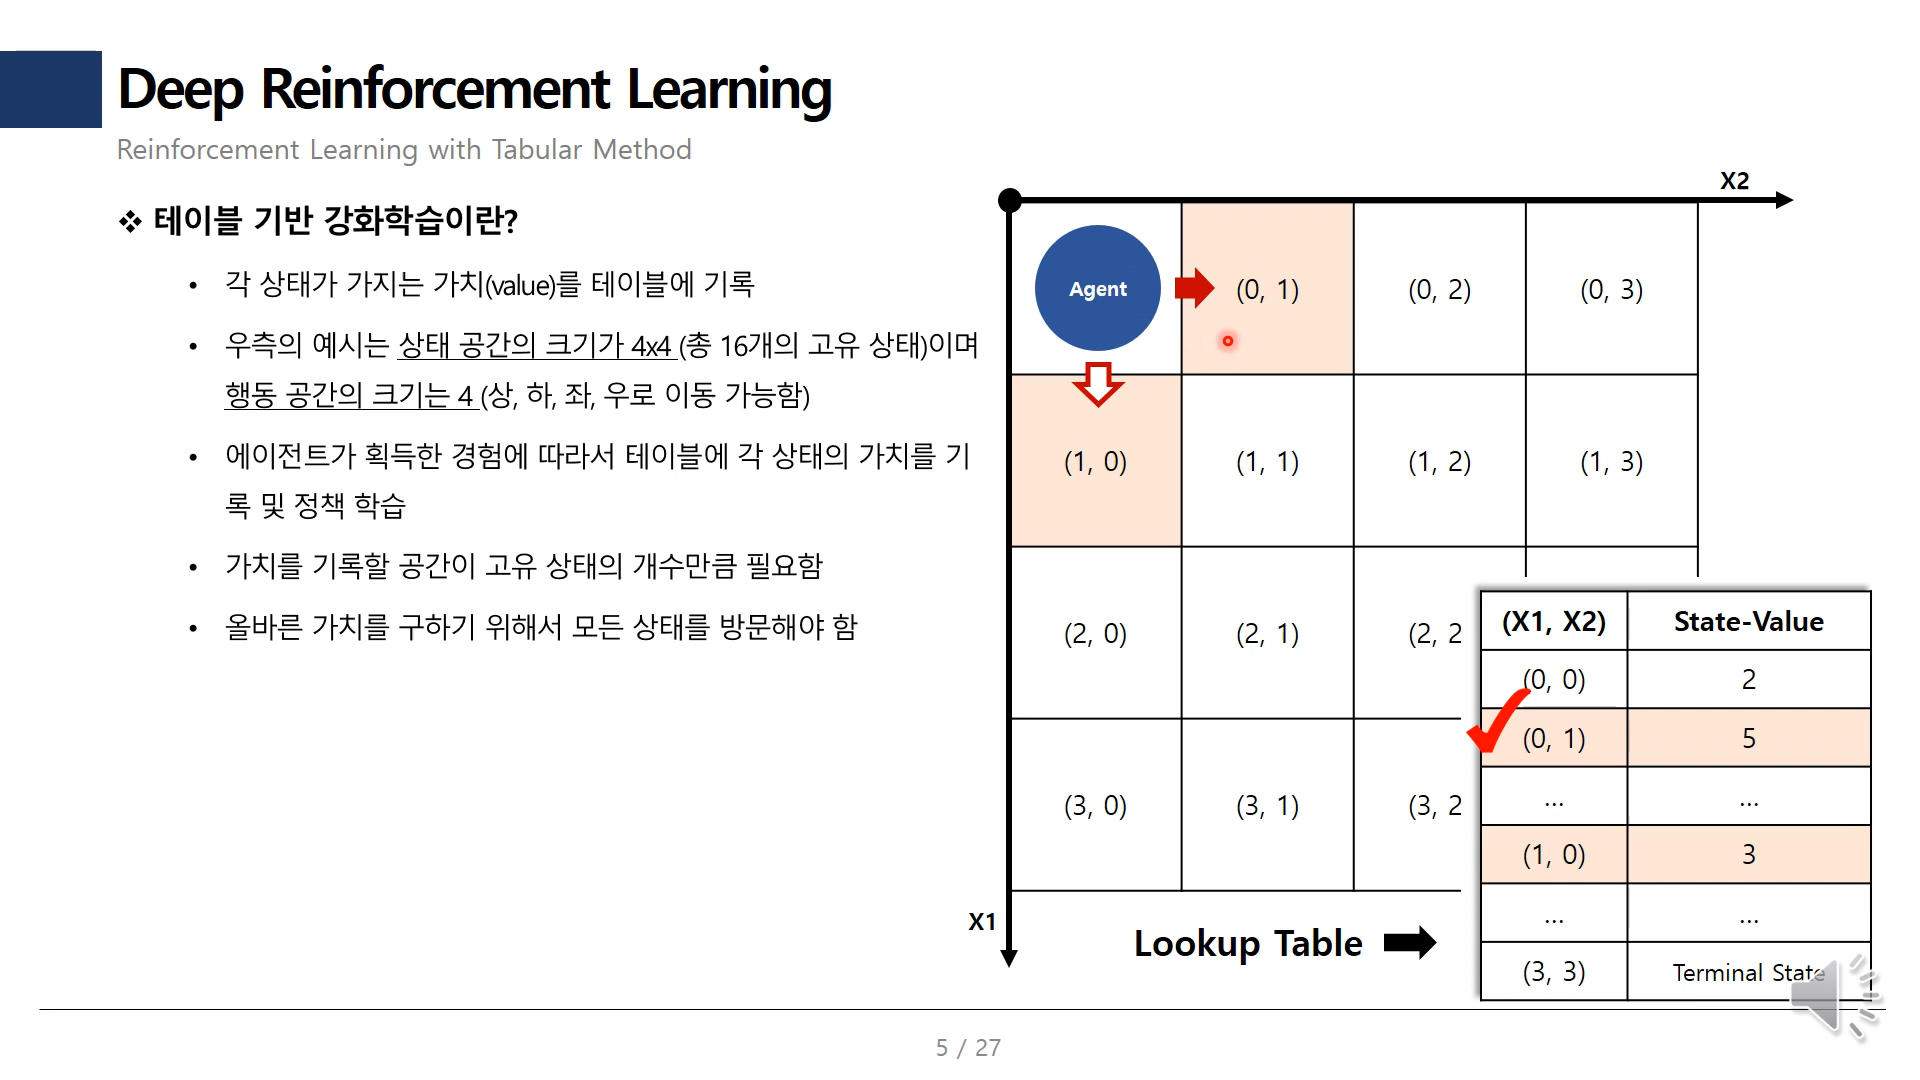 Deep Reinforcement Learning
Reinforcement Learning with Tabular Method
❖ 테이블 기반 강화학습이란?
• 각 상태가 가지는 가치(value)를 테이블에 기록
• 우측의 예시는 상태 공간의 크기가 4x4 (총 16개의 고유 상태)이며
행동 공간의 크기는 4 (상, 하, 좌, 우로 이동 가능함)
• 에이전트가 획득한 경험에 따라서 테이블에 각 상태의 가치를 기
록 및 정책 학습
• 가치를 기록할 공간이 고유 상태의 개수만큼 필요함
• 올바른 가치를 구하기 위해서 모든 상태를 방문해야 함
X2
Agent (0, 1) (0, 2) (0, 3)
(1, 0) (1, 1) (1, 2) (1, 3)
(2, 0) (2, 1) (2, 2
(3, 0) (3, 1) (3, 2
X1
Lookup Table
(X1, X2) State-Value
(0, 0) 2
(0, 1) 5
... ...
(1, 0) 3
... ...
(3, 3) Terminal State
5 / 27